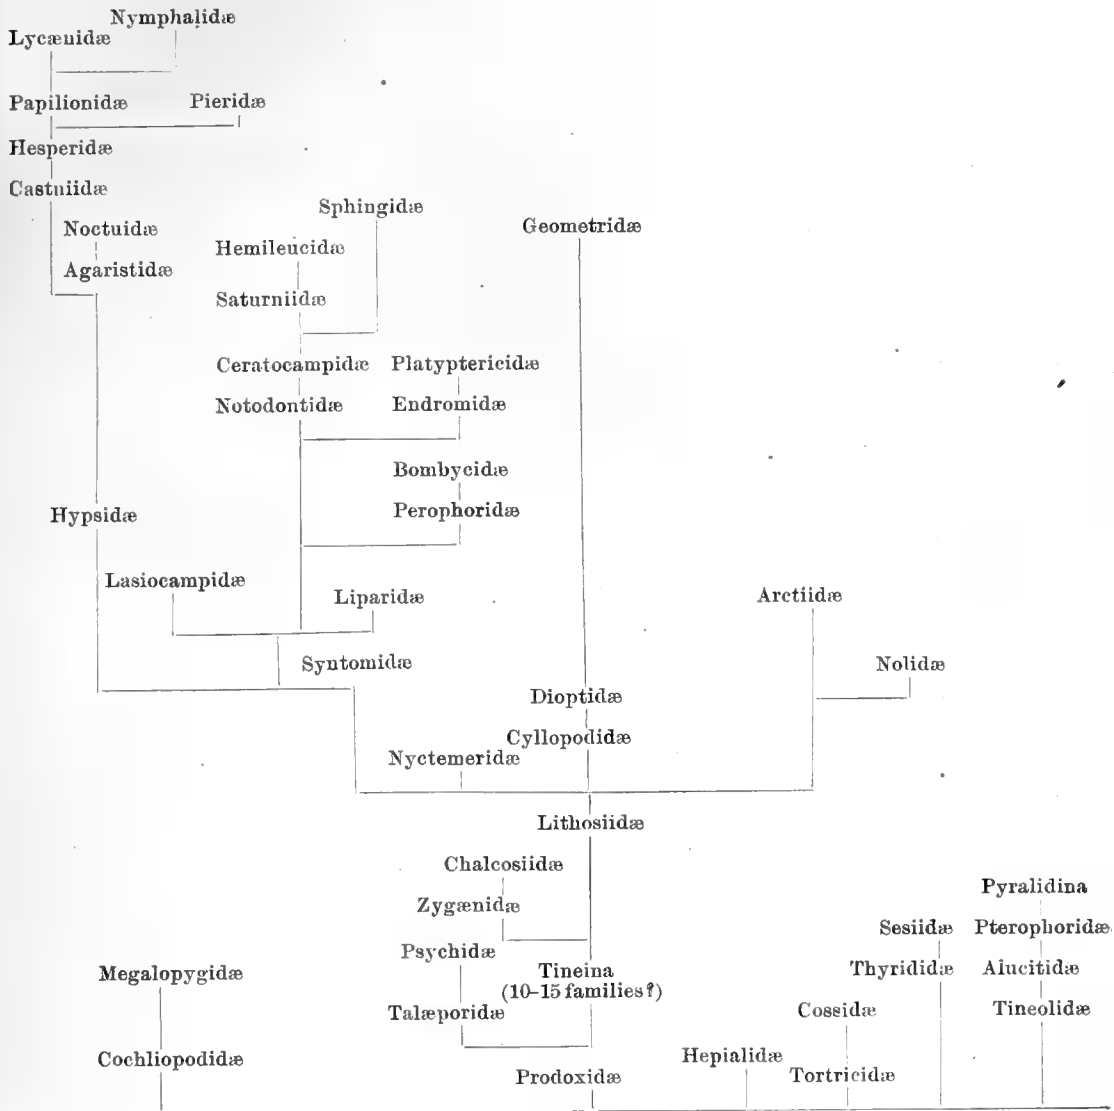 Nymphalidæ
Lycænidæ
Papilionidæ
Pieridæ
Hesperidæ
Castniidæ
Sphingidæ
Noctuidæ
Geometridæ
Hemileucidæ
Agaristidæ
Saturniidæ
Ceratocampidæ
Platyptericidæ
Notodontidæ
Endromidæ
Bombycidæ
Perophoridæ
Hypsidæ
Lasiocampidæ
Liparidæ
Arctiidæ
Syntomidæ
Nolidæ
Dioptidæ
Cyllopodidæ
Nyctemeridæ
Lithosiidæ
Chalcosiidæ
Pyralidina
Zygænidæ
Sesiidæ
Pterophoridæ
Psychidæ
Megalopygidæ
Tineina
Thyrididæ
Alucitidæ
(10–15 families?)
Talæporidæ
Cossidæ
Tineolidæ
Cochliopodidæ
Hepialidæ
Prodoxidæ
Tortricidæ